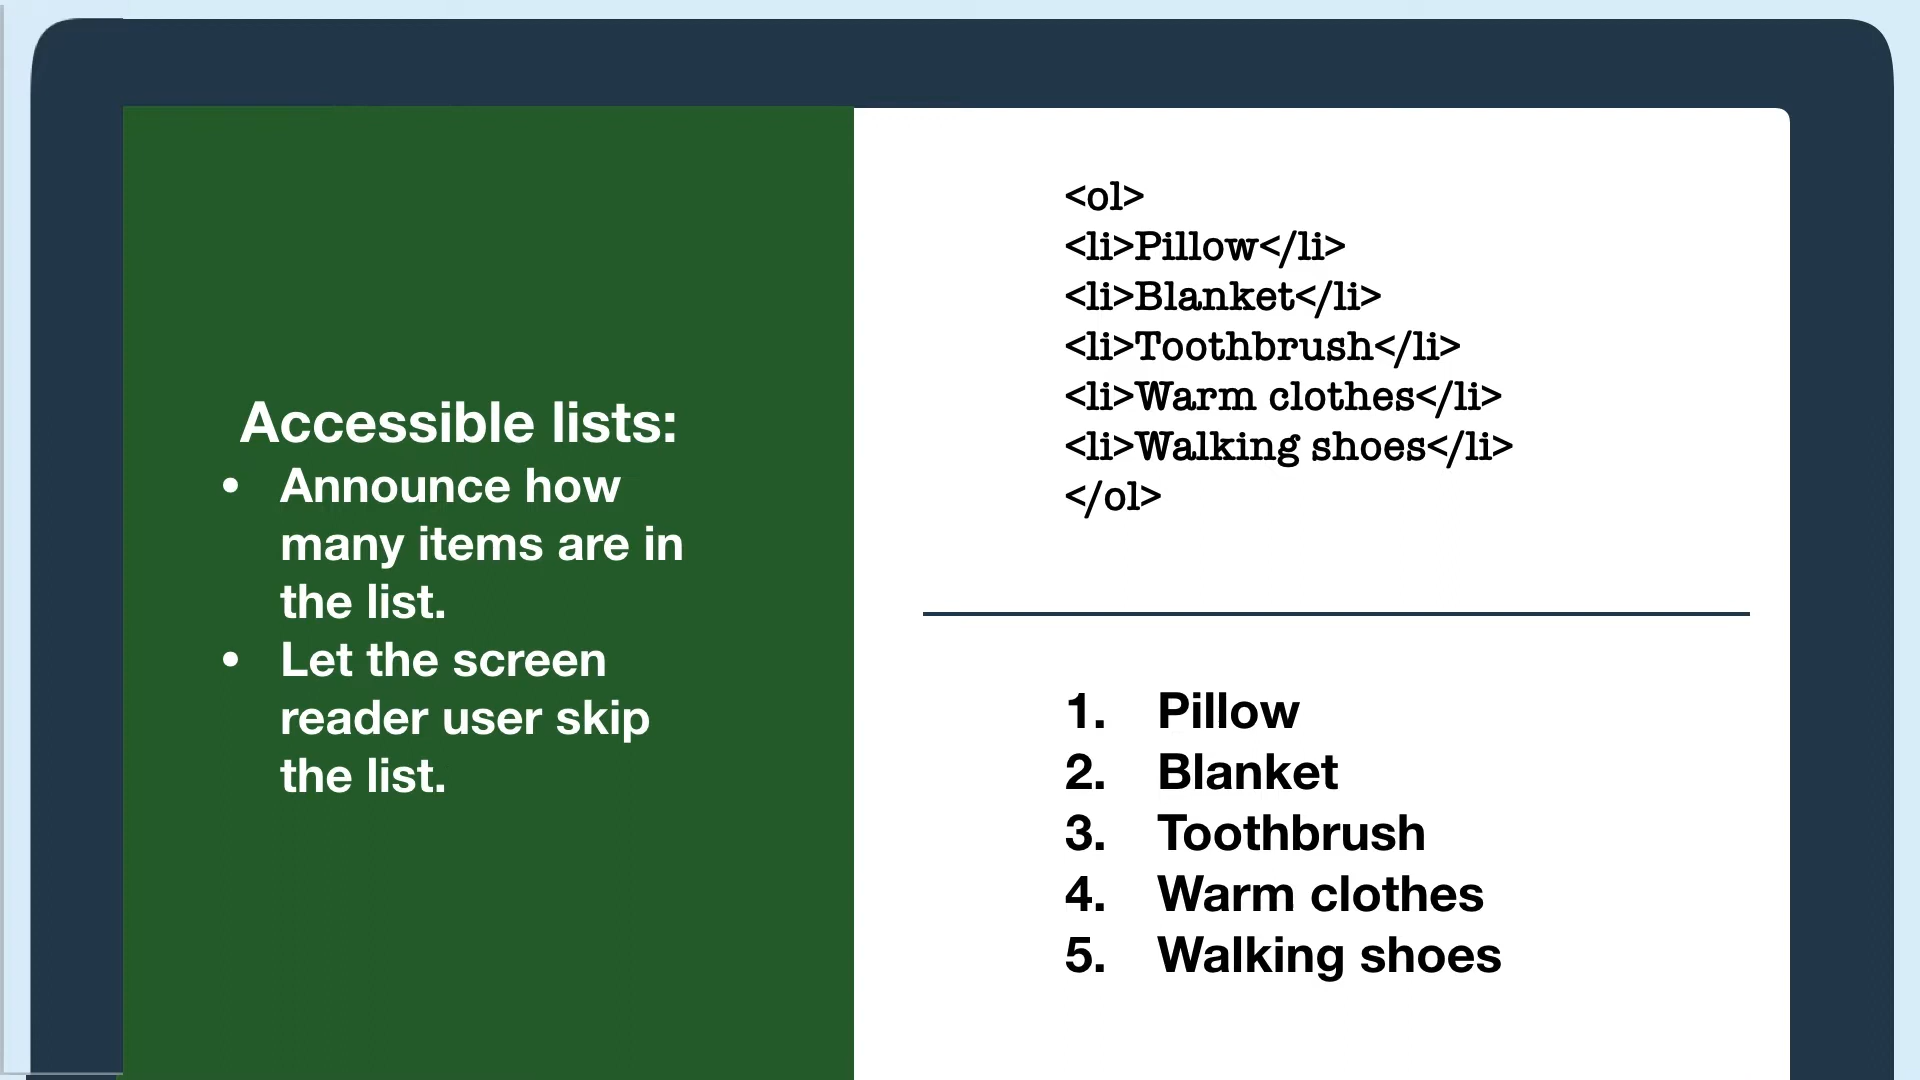 Accessible lists:
• Announce how
many items are in
the list.
• Let the screen
reader user skip
the list.
<ol>
<li>Pillow</li>
<li>Blanket</li>
<li>Toothbrush</li>
<li>Warm clothes</li>
<li>Walking shoes</li>
</ol>
1. Pillow
2. Blanket
3. Toothbrush
4. Warm clothes
5. Walking shoes